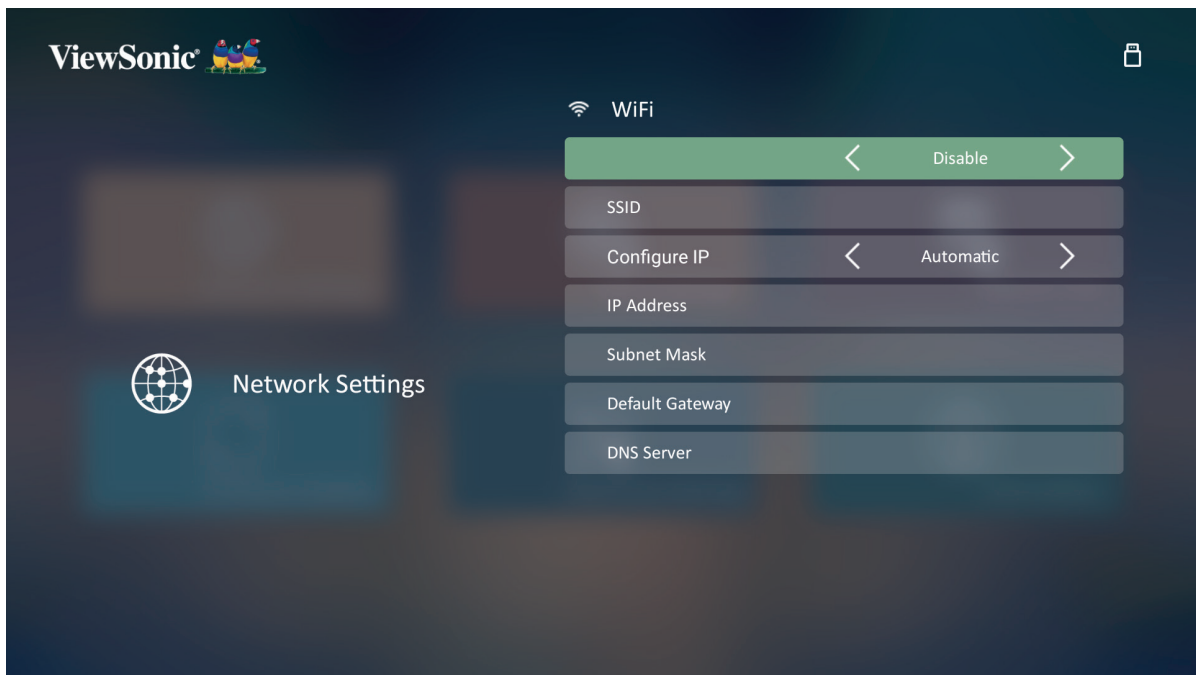 ViewSonic®
WiFi
Disable
SSID
Configure IP Automatic
IP Address
Subnet Mask
Network Settings
Default Gateway
DNS Server